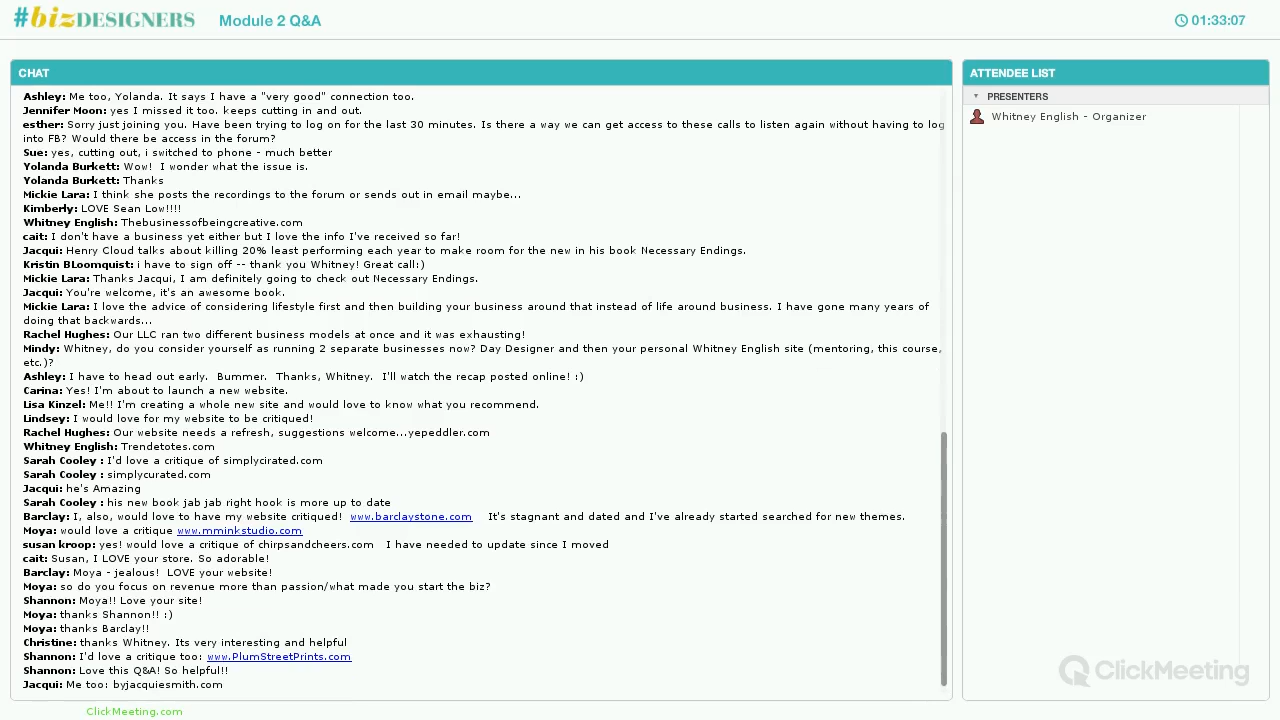 #bizDESIGNERS
Module 2 Q&A
01:33:07
CHAT
Ashley: Me too, Yolanda. It says I have a "very good" connection too.
Jennifer Moon: yes I missed it too. keeps cutting in and out.
esther: Sorry just joining you. Have been trying to log on for the last 30 minutes. Is there a way we can get access to these calls to listen again without having to log
into FB? Would there be access in the forum?
Sue: yes, cutting out, i switched to phone - much better
Yolanda Burkett: Wow!  I wonder what the issue is.
Yolanda Burkett: Thanks
Mickie Lara: I think she posts the recordings to the forum or sends out in email maybe...
Kimberly: LOVE Sean Low!!!!
Whitney English: Thebusinessofbeingcreative.com
cait: I don't have a business yet either but I love the info I've received so far!
Jacqui: Henry Cloud talks about killing 20% least performing each year to make room for the new in his book Necessary Endings.
Kristin BLoomquist: i have to sign off -- thank you Whitney! Great call:)
Mickie Lara: Thanks Jacqui, I am definitely going to check out Necessary Endings.
Jacqui: You're welcome, it's an awesome book.
Mickie Lara: I love the advice of considering lifestyle first and then building your business around that instead of life around business. I have gone many years of
doing that backwards...
Rachel Hughes: Our LLC ran two different business models at once and it was exhausting!
Mindy: Whitney, do you consider yourself as running 2 separate businesses now? Day Designer and then your personal Whitney English site (mentoring, this course,
etc.)?
Ashley: I have to head out early.  Bummer.  Thanks, Whitney.  I'll watch the recap posted online! :)
Carina: Yes! I'm about to launch a new website.
Lisa Kinzel: Me!! I'm creating a whole new site and would love to know what you recommend.
Lindsey: I would love for my website to be critiqued!
Rachel Hughes: Our website needs a refresh, suggestions welcome...yepeddler.com
Whitney English: Trendetotes.com
Sarah Cooley : I'd love a critique of simplycirated.com
Sarah Cooley : simplycurated.com
Jacqui: he's Amazing
Sarah Cooley : his new book jab jab right hook is more up to date
Barclay: I, also, would love to have my website critiqued!  www.barclaystone.com    It's stagnant and dated and I've already started searched for new themes.
Moya: would love a critique www.mminkstudio.com
susan kroop: yes! would love a critique of chirpsandcheers.com   I have needed to update since I moved
cait: Susan, I LOVE your store. So adorable!
Barclay: Moya - jealous!  LOVE your website!
Moya: so do you focus on revenue more than passion/what made you start the biz?
Shannon: Moya!! Love your site!
Moya: thanks Shannon!! :)
Moya: thanks Barclay!!
Christine: thanks Whitney. Its very interesting and helpful
Shannon: I'd love a critique too: www.PlumStreetPrints.com
Shannon: Love this Q&A! So helpful!!
Jacqui: Me too: byjacquiesmith.com
ATTENDEE LIST
PRESENTERS
Whitney English - Organizer
ClickMeeting
ClickMeeting.com